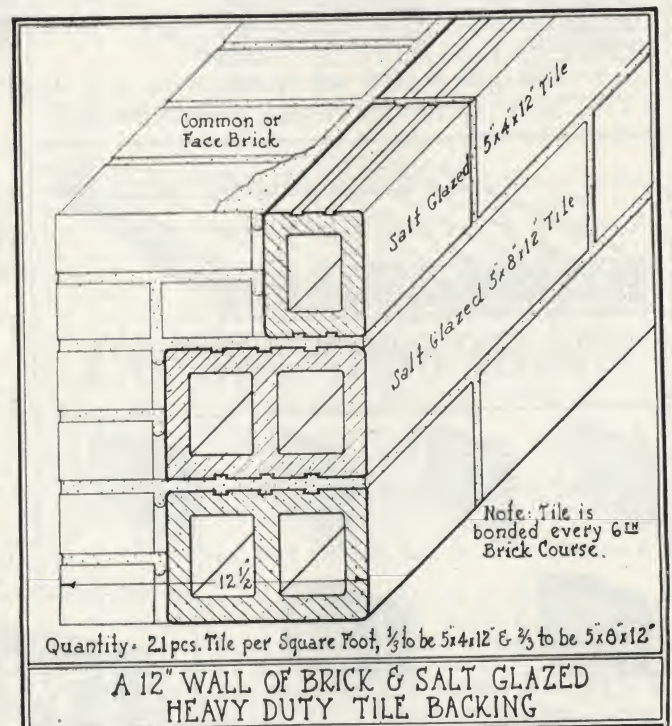 Common or
Face Brick
Salt Glazed 5"x4"x12" Tile
Salt Glazed 5"x8"x12" Tile
Note: Tile is
bonded every 6TH
Brick Course.
12 1/2"
Quantity = 2.1 pcs. Tile per Square Foot, 1/3 to be 5"x4"x12" & 2/3 to be 5"x8"x12"
A 12" WALL OF BRICK & SALT GLAZED
HEAVY DUTY TILE BACKING